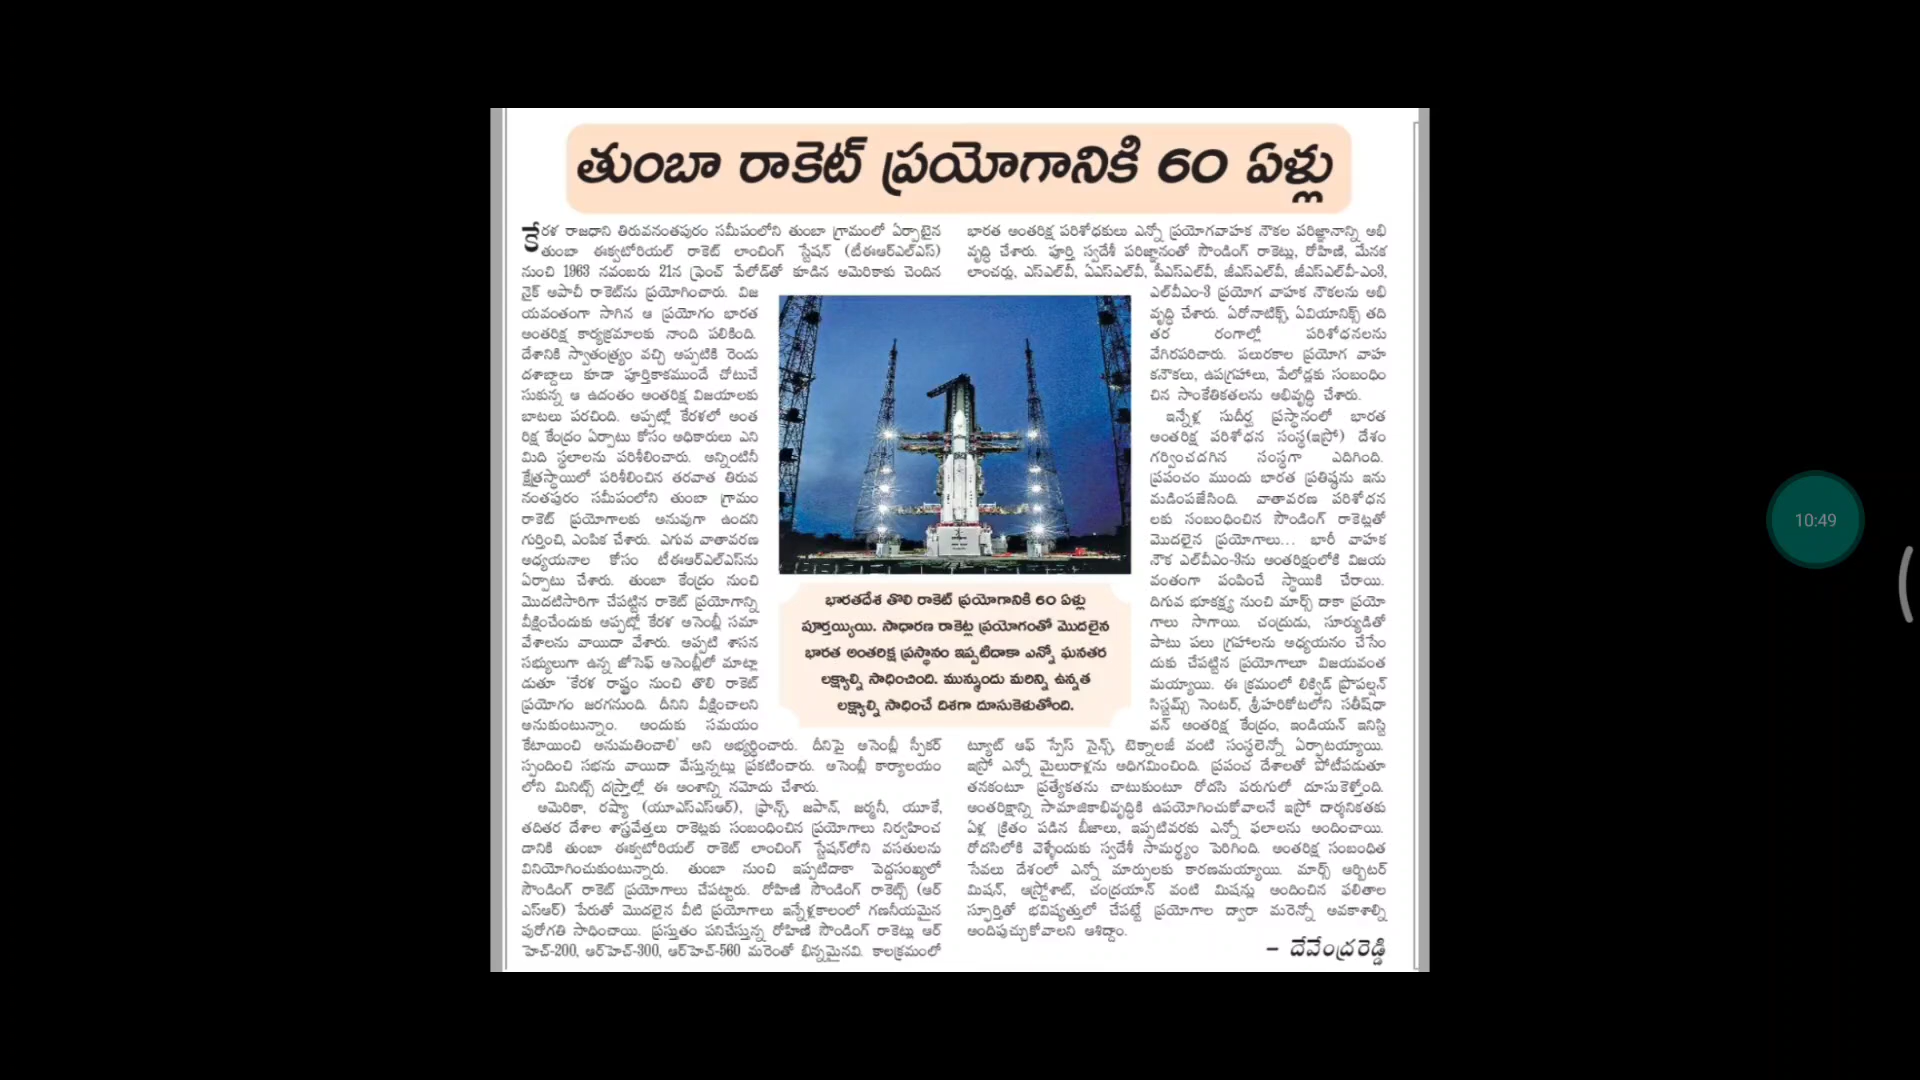 తుంబా రాకెట్ ప్రయోగానికి 60 ఏళ్లు
కేరళ రాజధాని తిరువనంతపురం సమీపంలోని తుంబా గ్రామంలో ఏర్పాటైన
తుంబా ఈక్వటోరియల్ రాకెట్ లాంచింగ్ స్టేషన్ (టీఈఆర్ఎల్ఎస్)
నుంచి 1963 నవంబరు 21న ఫ్రెంచ్ పేలోడ్‌తో కూడిన అమెరికాకు చెందిన
నైక్ అపాచీ రాకెట్‌ను ప్రయోగించారు. విజ
యవంతంగా సాగిన ఆ ప్రయోగం భారత
అంతరిక్ష కార్యక్రమాలకు నాంది పలికింది.
దేశానికి స్వాతంత్ర్యం వచ్చి అప్పటికి రెండు
దశాబ్దాలు కూడా పూర్తికాకముందే చోటుచే
సుకున్న ఆ ఉదంతం అంతరిక్ష విజయాలకు
బాటలు పరచింది. అప్పట్లో కేరళలో అంత
రిక్ష కేంద్రం ఏర్పాటు కోసం అధికారులు ఎని
మిది స్థలాలను పరిశీలించారు. అన్నింటినీ
క్షేత్రస్థాయిలో పరిశీలించిన తరవాత తిరువ
నంతపురం సమీపంలోని తుంబా గ్రామం
రాకెట్ ప్రయోగాలకు అనువుగా ఉందని
గుర్తించి, ఎంపిక చేశారు. ఎగువ వాతావరణ
అధ్యయనాల కోసం టీఈఆర్ఎల్ఎస్‌ను
ఏర్పాటు చేశారు. తుంబా కేంద్రం నుంచి
మొదటిసారిగా చేపట్టిన రాకెట్ ప్రయోగాన్ని
వీక్షించేందుకు అప్పట్లో కేరళ అసెంబ్లీ సమా
వేశాలను వాయిదా వేశారు. అప్పటి శాసన
సభ్యులుగా ఉన్న జోసెఫ్ అసెంబ్లీలో మాట్లా
డుతూ 'కేరళ రాష్ట్రం నుంచి తొలి రాకెట్
ప్రయోగం జరగనుంది. దీనిని వీక్షించాలని
అనుకుంటున్నాం. అందుకు సమయం
కేటాయించి అనుమతించాలి' అని అభ్యర్థించారు. దీనిపై అసెంబ్లీ స్పీకర్
స్పందించి సభను వాయిదా వేస్తున్నట్లు ప్రకటించారు. అసెంబ్లీ కార్యాలయం
లోని మినిట్స్ దస్త్రాల్లో ఈ అంశాన్ని నమోదు చేశారు.
అమెరికా, రష్యా (యూఎస్ఎస్ఆర్), ఫ్రాన్స్, జపాన్, జర్మనీ, యూకే,
తదితర దేశాల శాస్త్రవేత్తలు రాకెట్లకు సంబంధించిన ప్రయోగాలు నిర్వహించ
డానికి తుంబా ఈక్వటోరియల్ రాకెట్ లాంచింగ్ స్టేషన్‌లోని వసతులను
వినియోగించుకుంటున్నారు. తుంబా నుంచి ఇప్పటిదాకా పెద్దసంఖ్యలో
సౌండింగ్ రాకెట్ ప్రయోగాలు చేపట్టారు. రోహిణి సౌండింగ్ రాకెట్స్ (ఆర్
ఎస్ఆర్) పేరుతో మొదలైన వీటి ప్రయోగాలు ఇన్నేళ్లకాలంలో గణనీయమైన
పురోగతి సాధించాయి. ప్రస్తుతం పనిచేస్తున్న రోహిణి సౌండింగ్ రాకెట్లు ఆర్
హెచ్-200, ఆర్‌హెచ్-300, ఆర్‌హెచ్-560 మరెంతో భిన్నమైనవి. కాలక్రమంలో
భారతదేశ తొలి రాకెట్ ప్రయోగానికి 60 ఏళ్లు
పూర్తయ్యియి. సాధారణ రాకెట్ల ప్రయోగంతో మొదలైన
భారత అంతరిక్ష ప్రస్థానం ఇప్పటిదాకా ఎన్నో ఘనతర
లక్ష్యాల్ని సాధించింది. మున్ముందు మరిన్ని ఉన్నత
లక్ష్యాల్ని సాధించే దిశగా దూసుకెళుతోంది.
భారత అంతరిక్ష పరిశోధకులు ఎన్నో ప్రయోగవాహక నౌకల పరిజ్ఞానాన్ని అభి
వృద్ధి చేశారు. పూర్తి స్వదేశీ పరిజ్ఞానంతో సౌండింగ్ రాకెట్లు, రోహిణి, మేనక
లాంచర్లు, ఎస్ఎల్‌వీ, ఏఎస్ఎల్‌వీ, పీఎస్ఎల్‌వీ, జీఎస్ఎల్‌వీ, జీఎస్ఎల్‌వీ-ఎం3,
ఎల్‌వీఎం-3 ప్రయోగ వాహక నౌకలను అభి
వృద్ధి చేశారు. ఏరోనాటిక్స్, ఏవియానిక్స్ తది
తర రంగాల్లో పరిశోధనలను
వేగిరపరిచారు. పలురకాల ప్రయోగ వాహ
కనౌకలు, ఉపగ్రహాలు, పేలోడ్లకు సంబంధిం
చిన సాంకేతికతలను అభివృద్ధి చేశారు.
ఇన్నేళ్ల సుదీర్ఘ ప్రస్థానంలో భారత
అంతరిక్ష పరిశోధన సంస్థ(ఇస్రో) దేశం
గర్వించదగిన సంస్థగా ఎదిగింది.
ప్రపంచం ముందు భారత ప్రతిష్ఠను ఇను
మడింపజేసింది. వాతావరణ పరిశోధన
లకు సంబంధించిన సౌండింగ్ రాకెట్లతో
మొదలైన ప్రయోగాలు... భారీ వాహక
నౌక ఎల్‌వీఎం-3ను అంతరిక్షంలోకి విజయ
వంతంగా పంపించే స్థాయికి చేరాయి.
దిగువ భూకక్ష్య నుంచి మార్స్ దాకా ప్రయో
గాలు సాగాయి. చంద్రుడు, సూర్యుడితో
పాటు పలు గ్రహాలను అధ్యయనం చేసేం
దుకు చేపట్టిన ప్రయోగాలూ విజయవంత
మయ్యాయి. ఈ క్రమంలో లిక్విడ్ ప్రొపల్షన్
సిస్టమ్స్ సెంటర్, శ్రీహరికోటలోని సతీష్‌ధా
వన్ అంతరిక్ష కేంద్రం, ఇండియన్ ఇనిస్టి
ట్యూట్ ఆఫ్ స్పేస్ సైన్స్, టెక్నాలజీ వంటి సంస్థలెన్నో ఏర్పాటయ్యాయి.
ఇస్రో ఎన్నో మైలురాళ్లను అధిగమించింది. ప్రపంచ దేశాలతో పోటీపడుతూ
తనకంటూ ప్రత్యేకతను చాటుకుంటూ రోదసి పరుగులో దూసుకెళ్తోంది.
అంతరిక్షాన్ని సామాజికాభివృద్ధికి ఉపయోగించుకోవాలనే ఇస్రో దార్శనికతకు
ఏళ్ల క్రితం పడిన బీజాలు, ఇప్పటివరకు ఎన్నో ఫలాలను అందించాయి.
రోదసిలోకి వెళ్ళేందుకు స్వదేశీ సామర్థ్యం పెరిగింది. అంతరిక్ష సంబంధిత
సేవలు దేశంలో ఎన్నో మార్పులకు కారణమయ్యాయి. మార్స్ ఆర్బిటర్
మిషన్, ఆస్ట్రోశాట్, చంద్రయాన్ వంటి మిషన్లు అందించిన ఫలితాల
స్ఫూర్తితో భవిష్యత్తులో చేపట్టే ప్రయోగాల ద్వారా మరెన్నో అవకాశాల్ని
అందిపుచ్చుకోవాలని ఆశిద్దాం.
– దేవేంద్రరెడ్డి
10:49